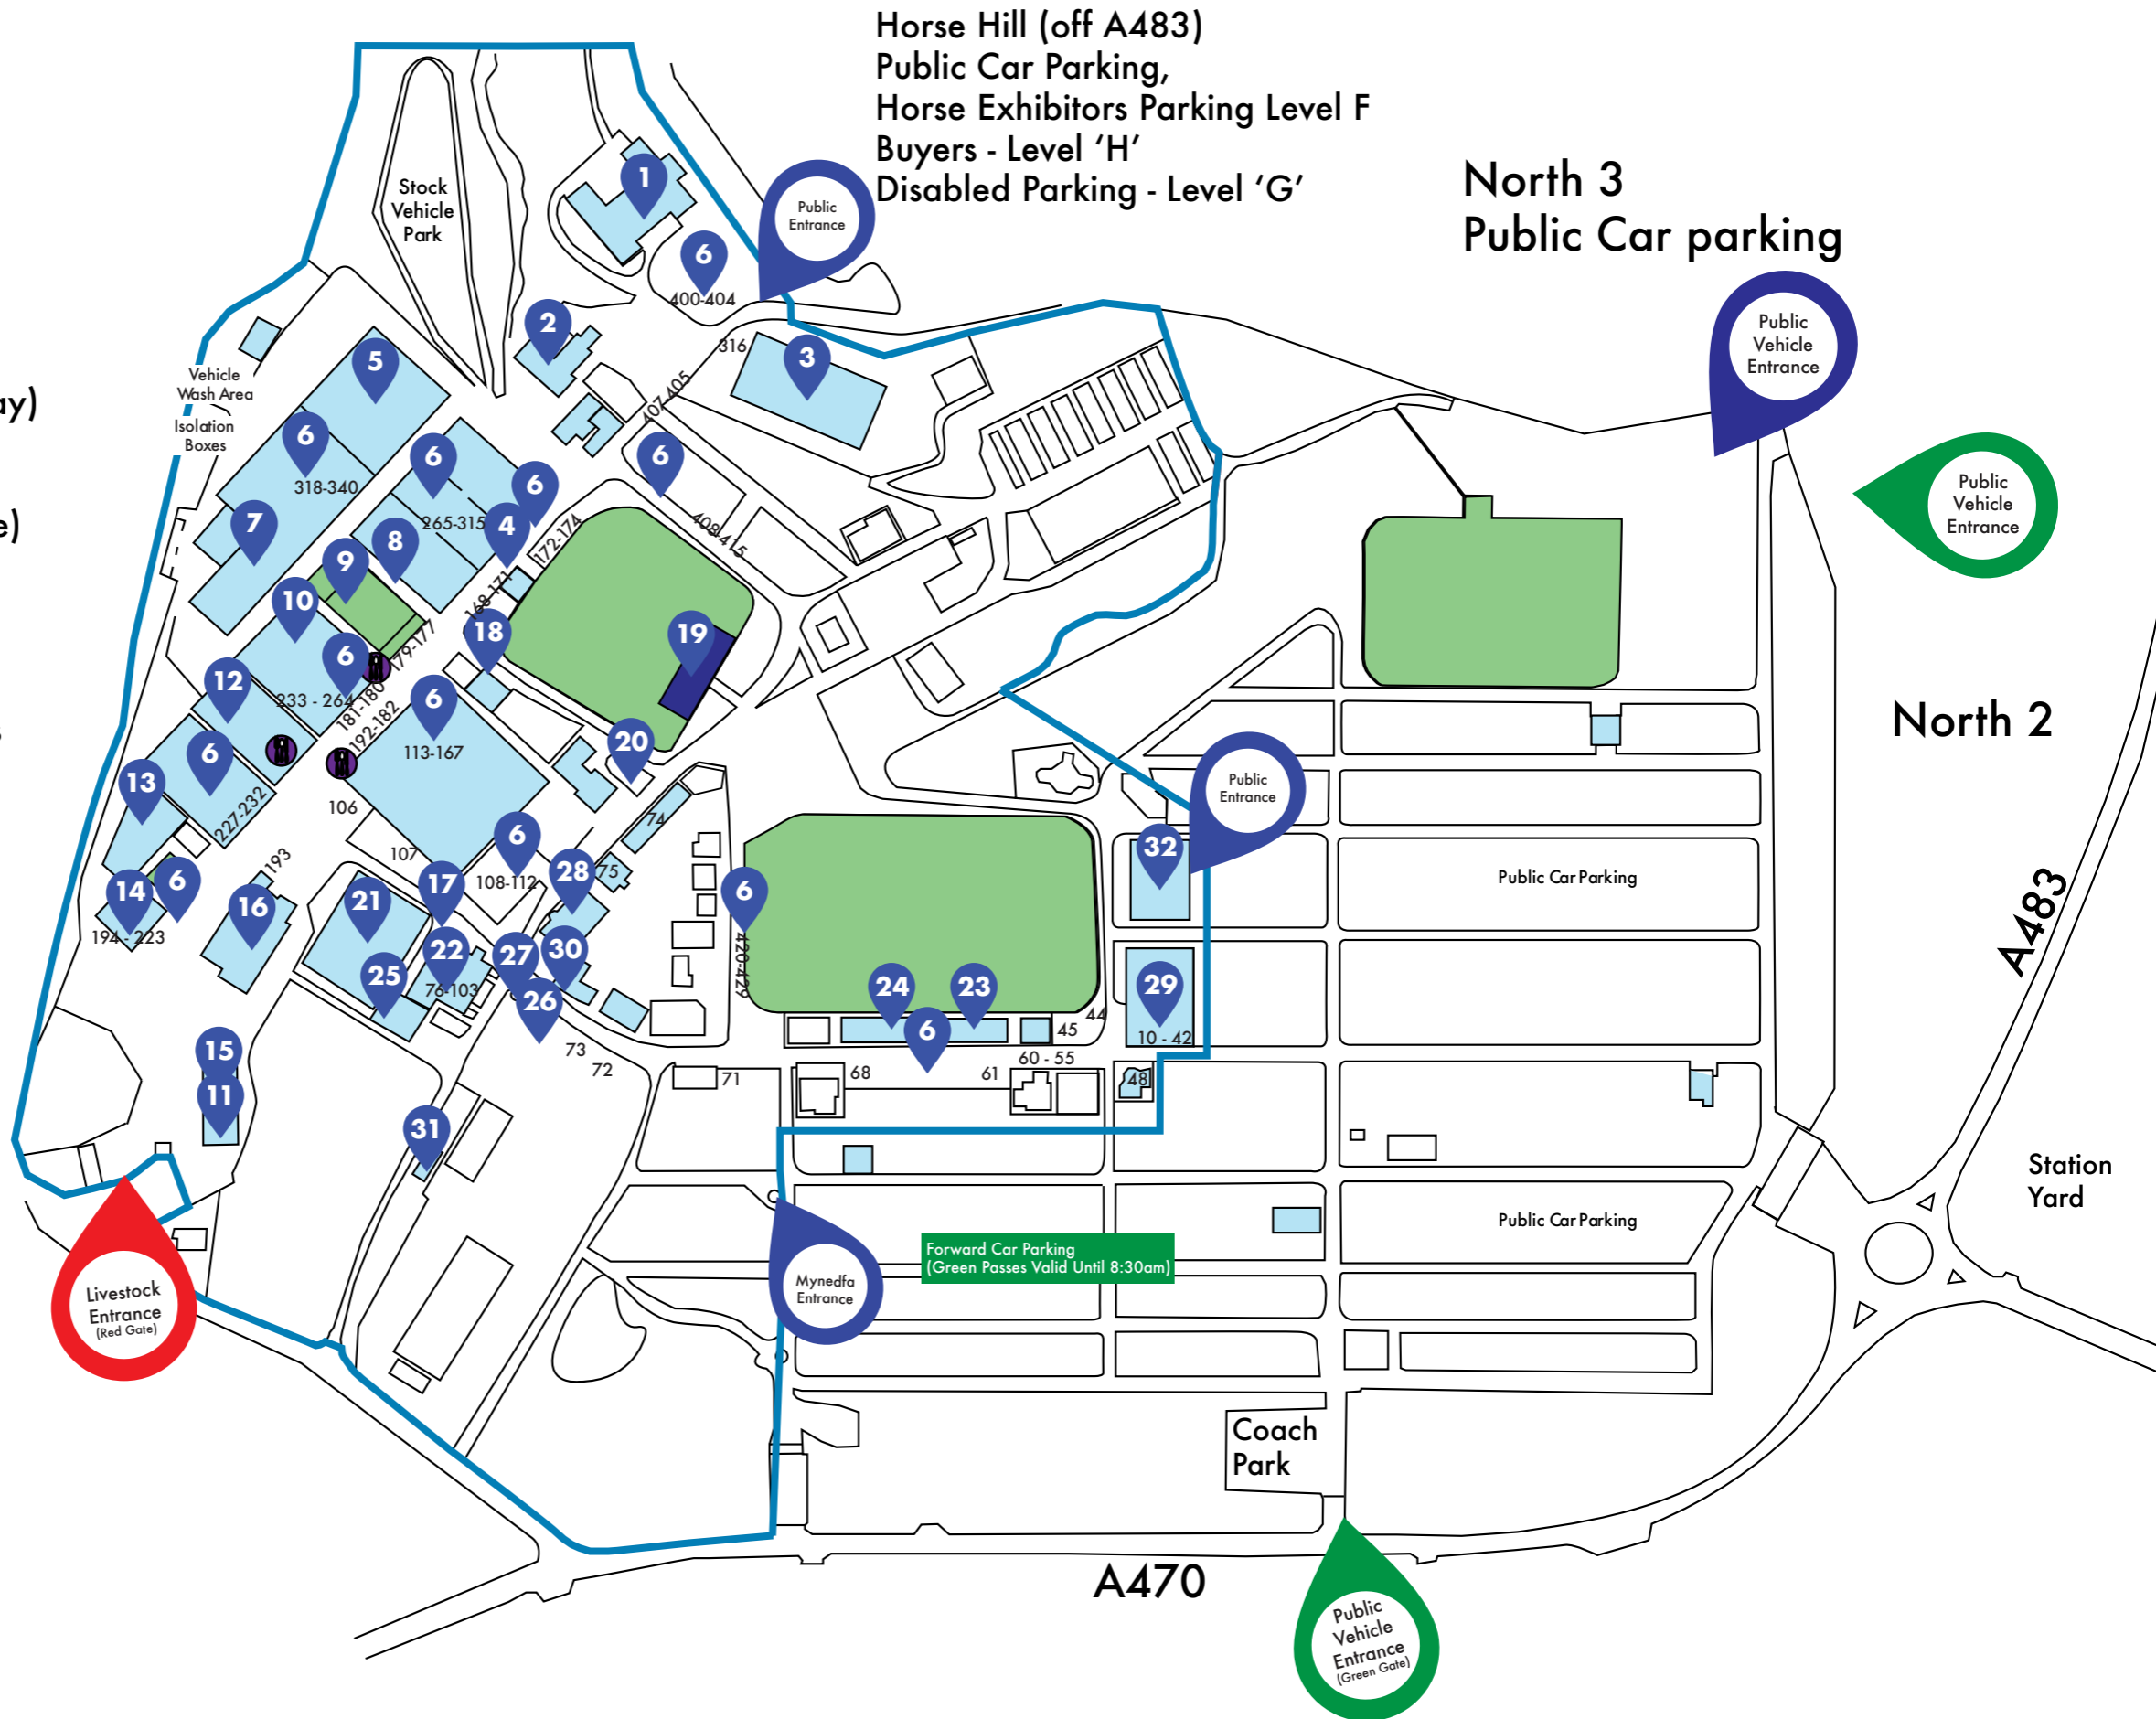 Horse Hill (off A483)
Public Car Parking,
Horse Exhibitors Parking Level F
Buyers - Level ‘H’
Disabled Parking - Level ‘G’
North 3
Public Car parking
Stock
Vehicle
Park
1
Public
Entrance
6
400-404
2
316
3
Public
Vehicle
Entrance
5
Vehicle
Wash Area
Isolation
Boxes
ay)
407-405
6
318-340
6
6
6
Public
Vehicle
Entrance
e)
7
265-315
4
8
172-174
408-415
9
10
168-171
18
19
179-177
6
12
233 - 264
181-180
192-182
6
113-167
North 2
20
6
13
106
227-232
74
Public
Entrance
107
6
32
193
17
108-112
28
75
14
6
194 - 223
16
21
6
420-429
Public Car Parking
A483
22
27
30
25
76-103
26
24
23
6
29
10 - 42
44
45
73
72
60 - 55
15
11
71
68
61
48
31
Station
Yard
Public Car Parking
Forward Car Parking
(Green Passes Valid Until 8:30am)
Mynedfa
Entrance
Livestock
Entrance
(Red Gate)
Coach
Park
A470
Public
Vehicle
Entrance
(Green Gate)